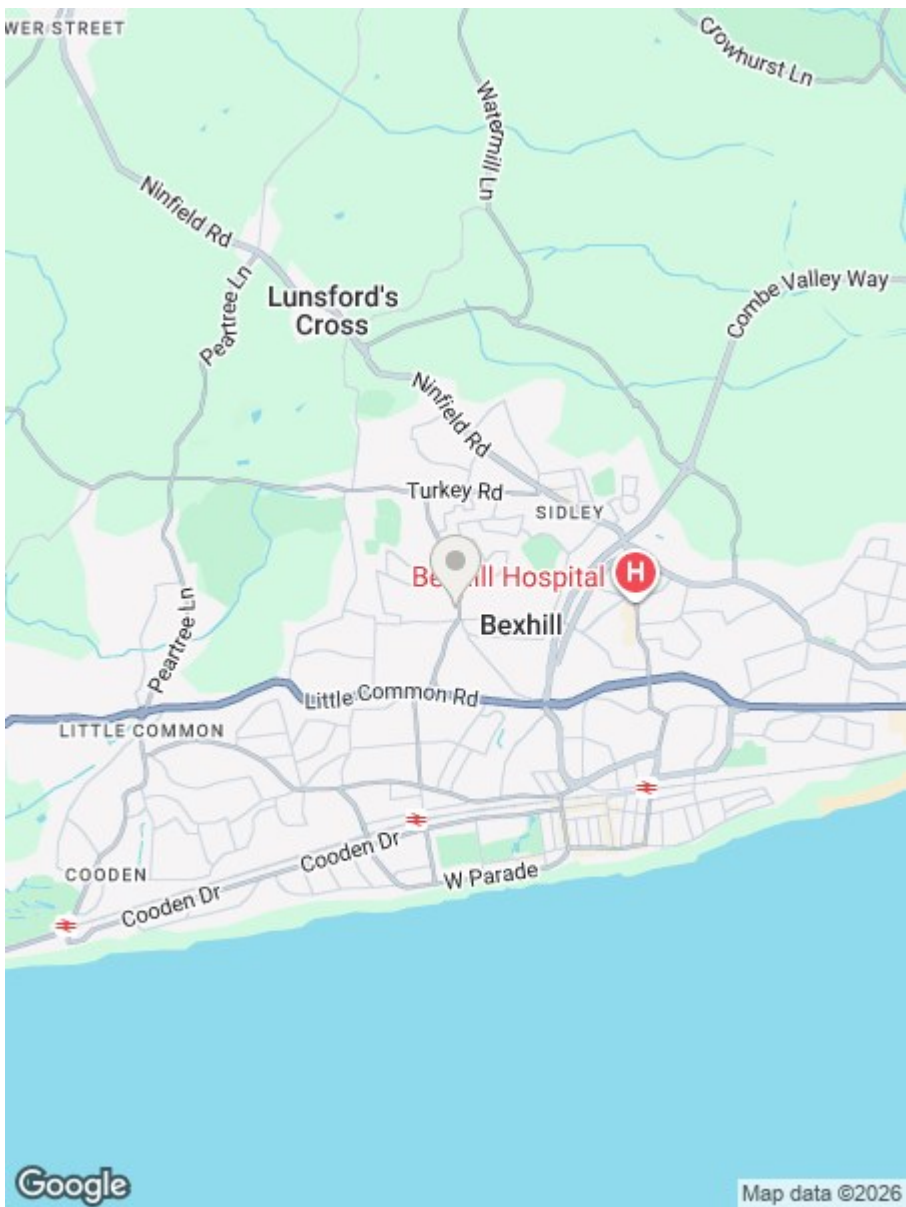 WER STREET
Crowhurst Ln
Watermill Ln
Ninfield Rd
Combe Valley Way
Peartree Ln
Lunsford's
Cross
Ninfield Rd
Turkey Rd
SIDLEY
Hospital
H
Bexhill
Peartree Ln
Little Common Rd
LITTLE COMMON
Cooden Dr
COODEN
W Parade
Cooden Dr
Google
Map data ©2026